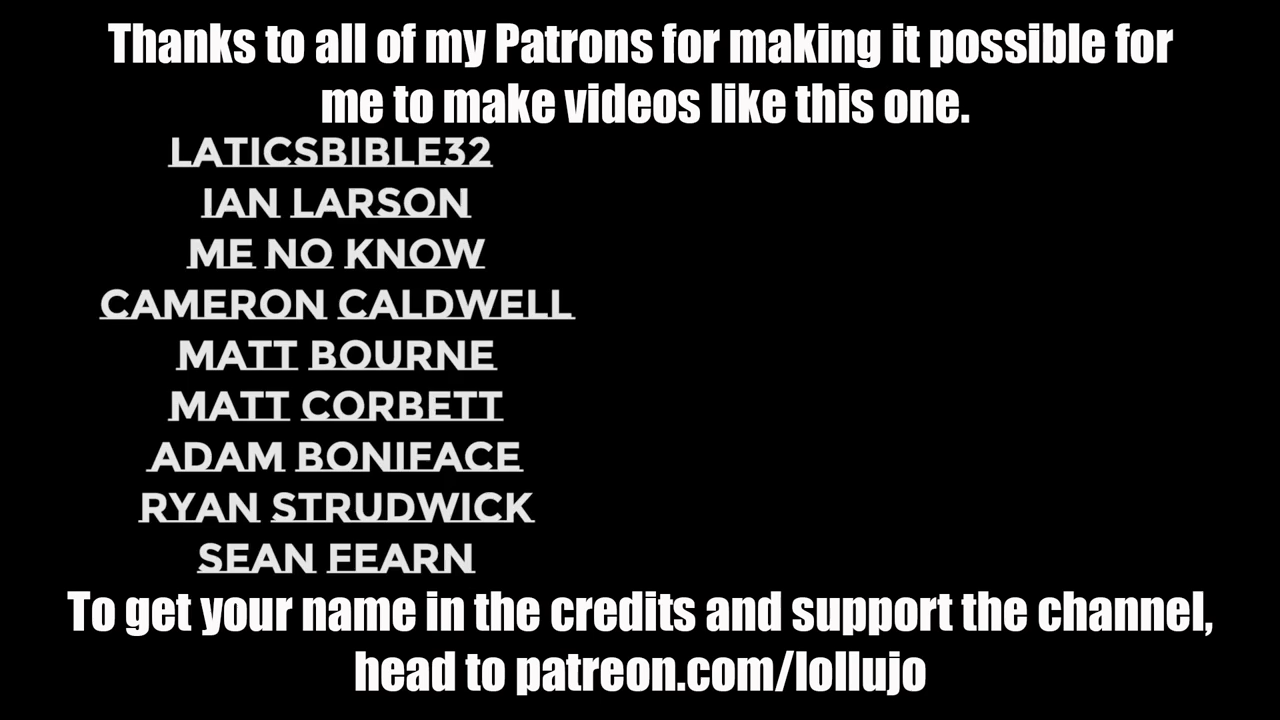 Thanks to all of my Patrons for making it possible for
me to make videos like this one.
LATICSBIBLE32
IAN LARSON
ME NO KNOW
CAMERON CALDWELL
MATT BOURNE
MATT CORBETT
ADAM BONIFACE
RYAN STRUDWICK
SEAN FEARN
To get your name in the credits and support the channel,
head to patreon.com/lollujo